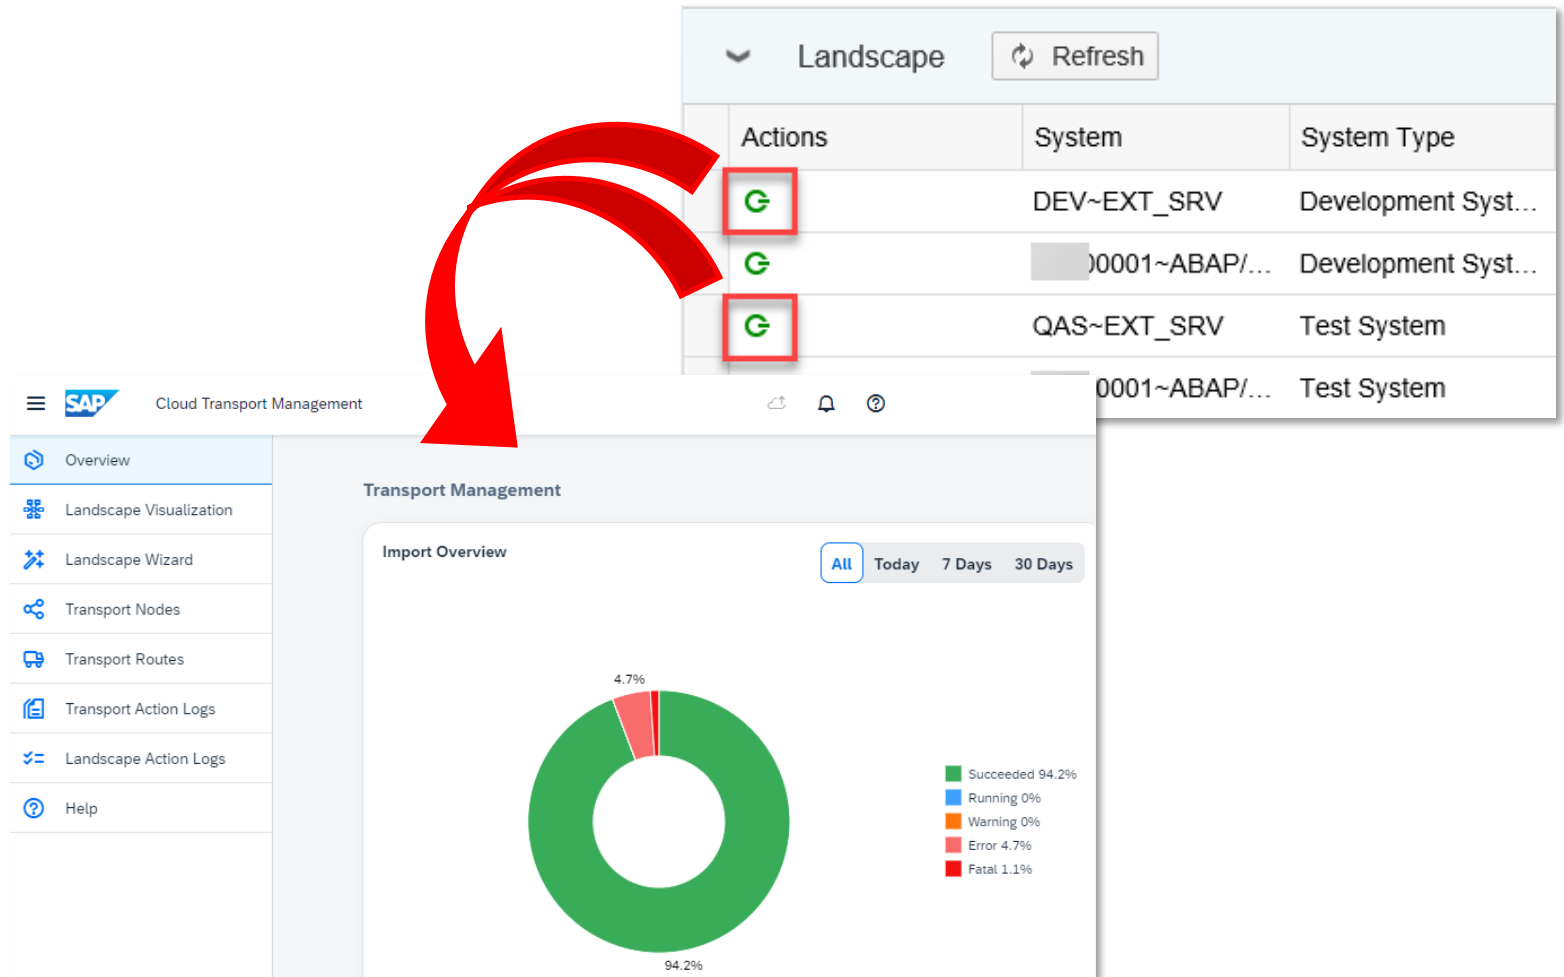 Landscape
Refresh
Actions System System Type
DEV~EXT_SRV Development Syst...
0001~ABAP/... Development Syst...
QAS~EXT_SRV Test System
0001~ABAP/... Test System
SAP Cloud Transport Management
Overview
Landscape Visualization
Landscape Wizard
Transport Nodes
Transport Routes
Transport Action Logs
Landscape Action Logs
Help
Transport Management
Import Overview
All Today 7 Days 30 Days
4.7%
94.2%
Succeeded 94.2%
Running 0%
Warning 0%
Error 4.7%
Fatal 1.1%